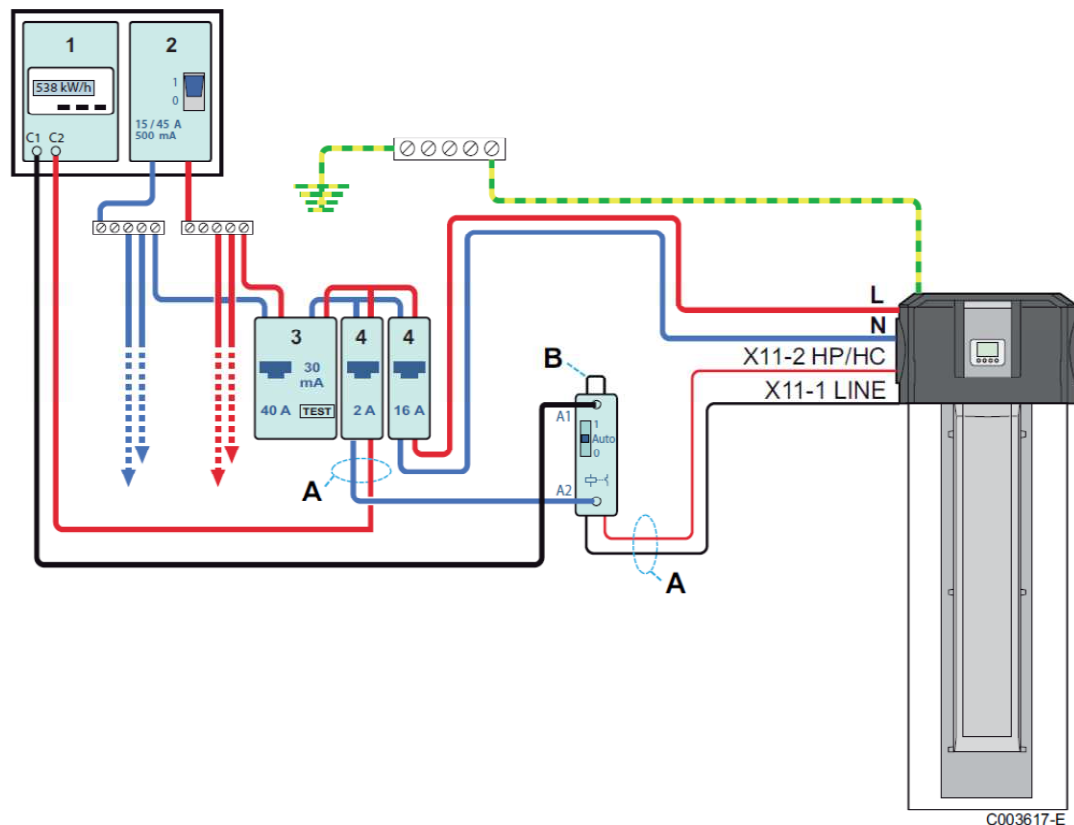 1
2
538 kW/h
1
0
15 / 45 A
500 mA
C1 C2
L
N
X11-2 HP/HC
X11-1 LINE
3
4
4
30
mA
40 A
TEST
2 A
16 A
B
A1
1
Auto
0
A2
A
A
C003617-E